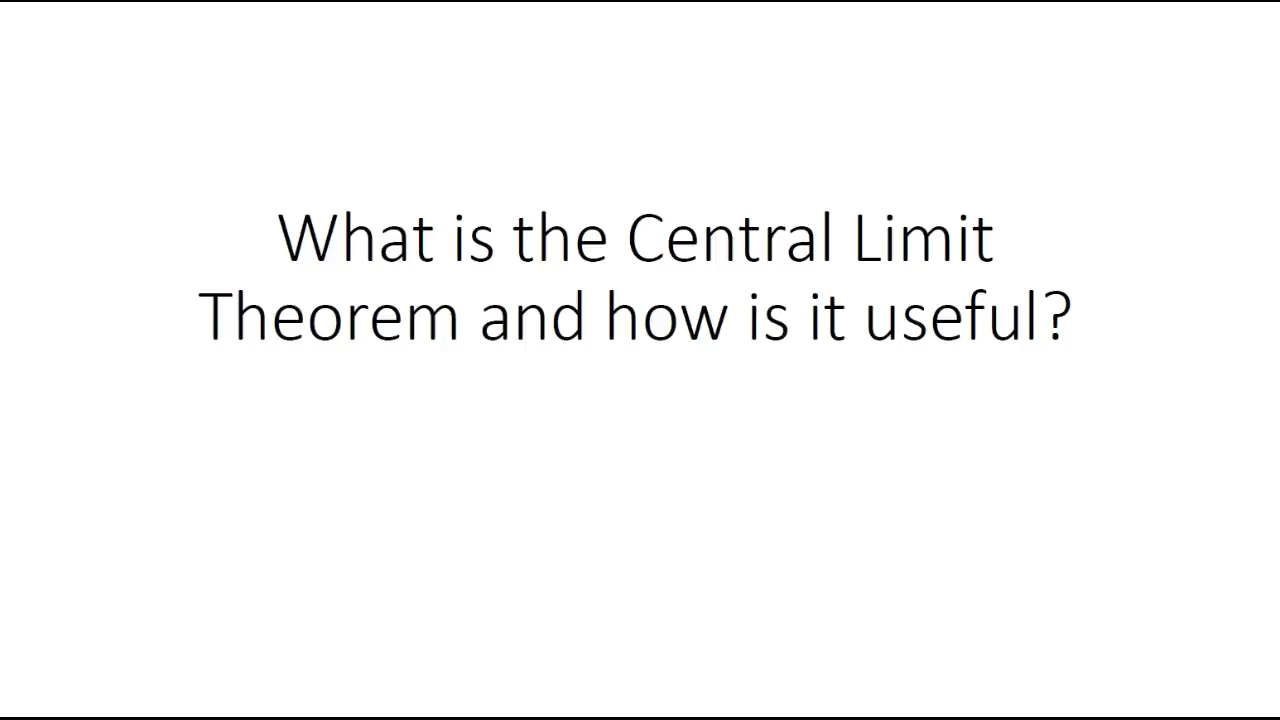 What is the Central Limit
Theorem and how is it useful?